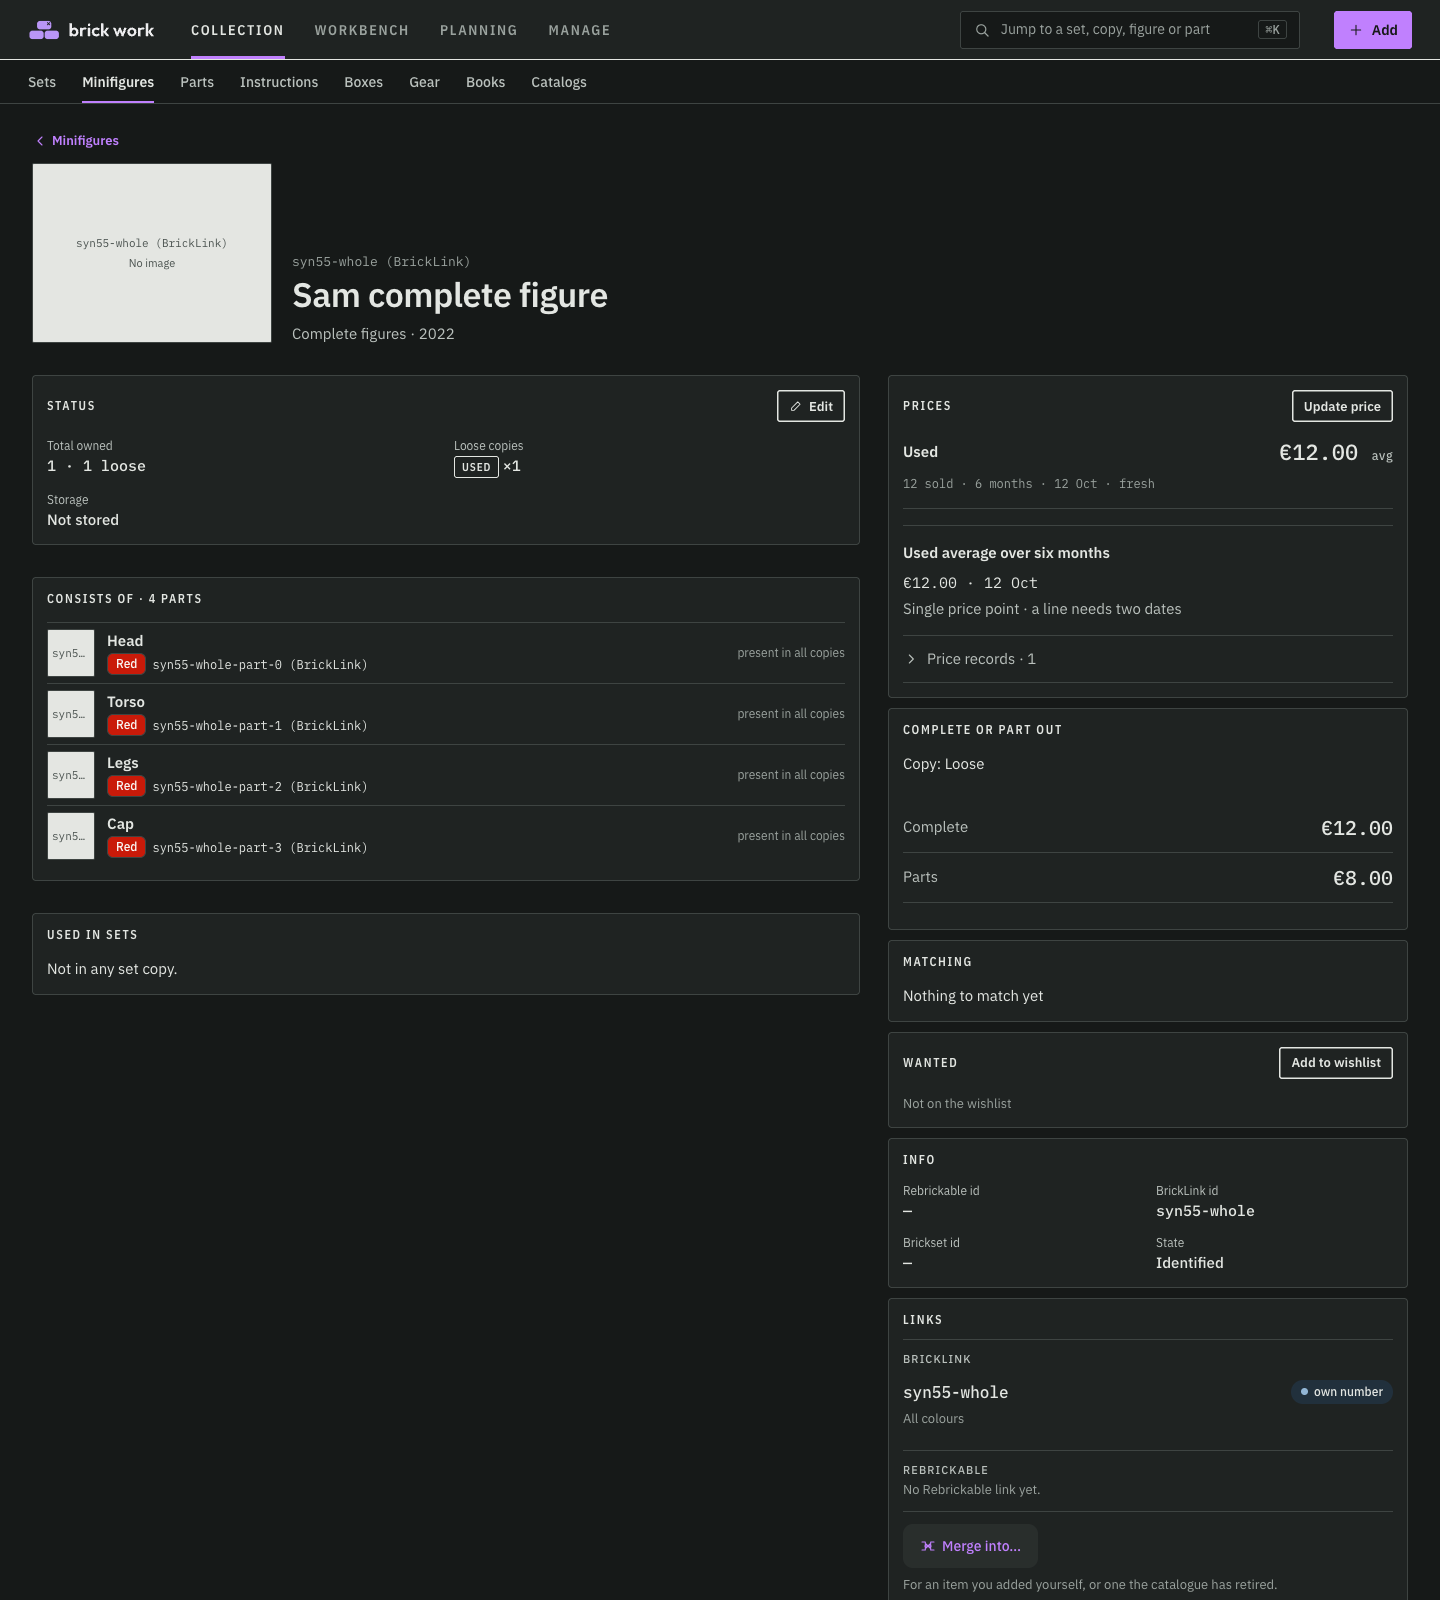 brick work
COLLECTION
WORKBENCH
PLANNING
MANAGE
Jump to a set, copy, figure or part
⌘K
+ Add
Sets
Minifigures
Parts
Instructions
Boxes
Gear
Books
Catalogs
Minifigures
syn55-whole (BrickLink)
No image
syn55-whole (BrickLink)
Sam complete figure
Complete figures · 2022
STATUS
Edit
Total owned
1 · 1 loose
Loose copies
USED ×1
Storage
Not stored
CONSISTS OF · 4 PARTS
syn5…
Head
Red syn55-whole-part-0 (BrickLink)
present in all copies
syn5…
Torso
Red syn55-whole-part-1 (BrickLink)
present in all copies
syn5…
Legs
Red syn55-whole-part-2 (BrickLink)
present in all copies
syn5…
Cap
Red syn55-whole-part-3 (BrickLink)
present in all copies
USED IN SETS
Not in any set copy.
PRICES
Update price
Used
€12.00 avg
12 sold · 6 months · 12 Oct · fresh
Used average over six months
€12.00 · 12 Oct
Single price point · a line needs two dates
Price records · 1
COMPLETE OR PART OUT
Copy: Loose
Complete
€12.00
Parts
€8.00
MATCHING
Nothing to match yet
WANTED
Add to wishlist
Not on the wishlist
INFO
Rebrickable id
—
BrickLink id
syn55-whole
Brickset id
—
State
Identified
LINKS
BRICKLINK
syn55-whole
own number
All colours
REBRICKABLE
No Rebrickable link yet.
Merge into…
For an item you added yourself, or one the catalogue has retired.